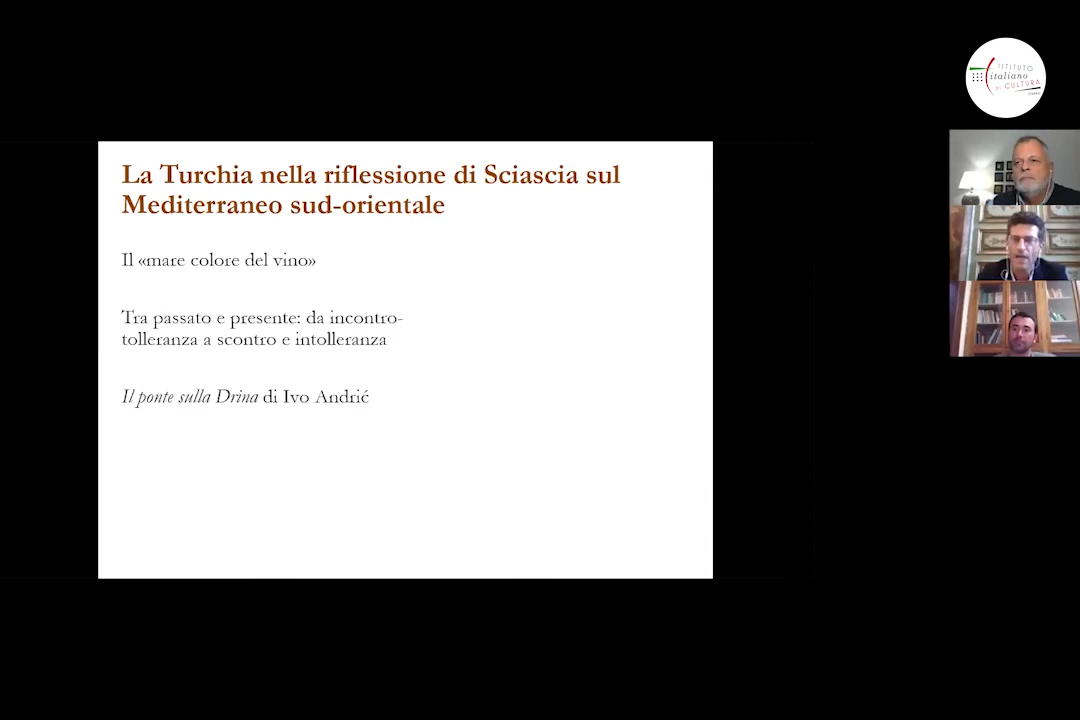 La Turchia nella riflessione di Sciascia sul
Mediterraneo sud-orientale
Il «mare colore del vino»
Tra passato e presente: da incontro-
tolleranza a scontro e intolleranza
Il ponte sulla Drina di Ivo Andrić
ISTITUTO
italiano
DI CULTURA